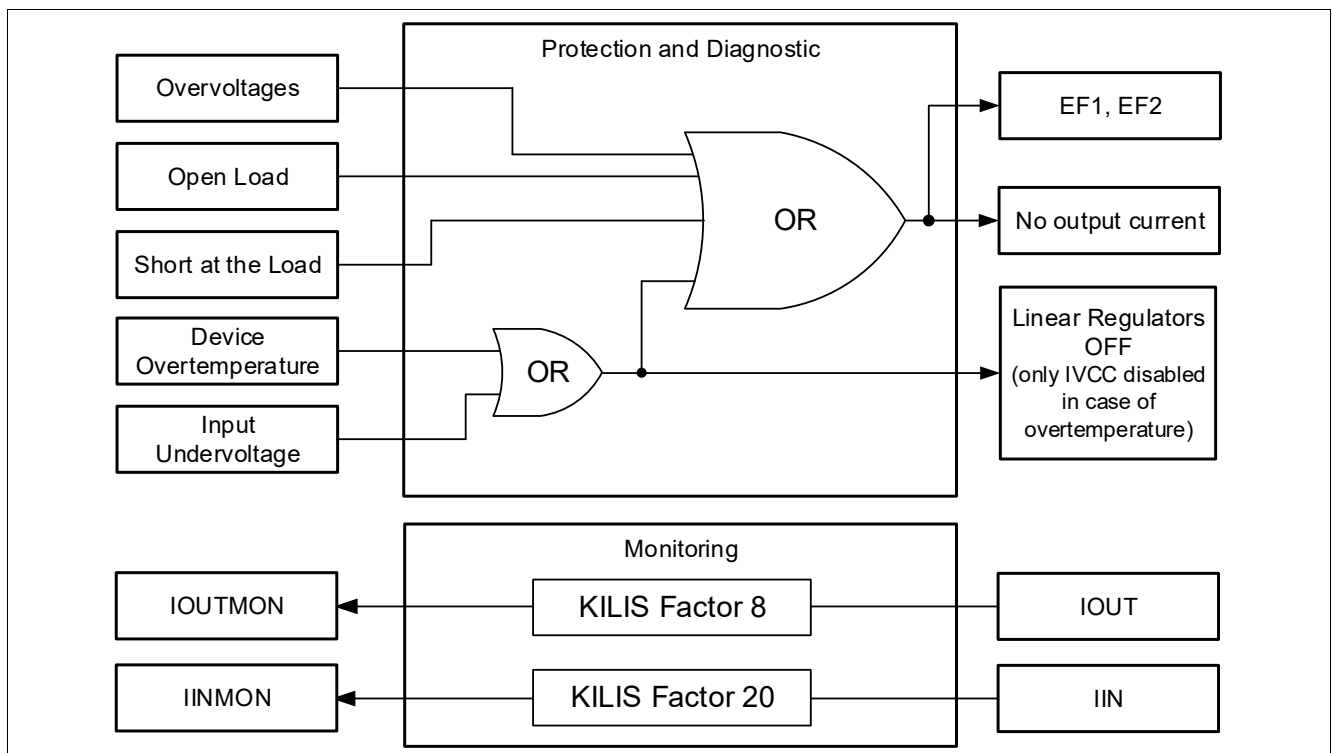 Protection and Diagnostic
Overvoltages
Open Load
Short at the Load
Device
Overtemperature
Input
Undervoltage
OR
OR
EF1, EF2
No output current
Linear Regulators
OFF
(only IVCC disabled
in case of
overtemperature)
Monitoring
IOUTMON
KILIS Factor 8
IOUT
IINMON
KILIS Factor 20
IIN